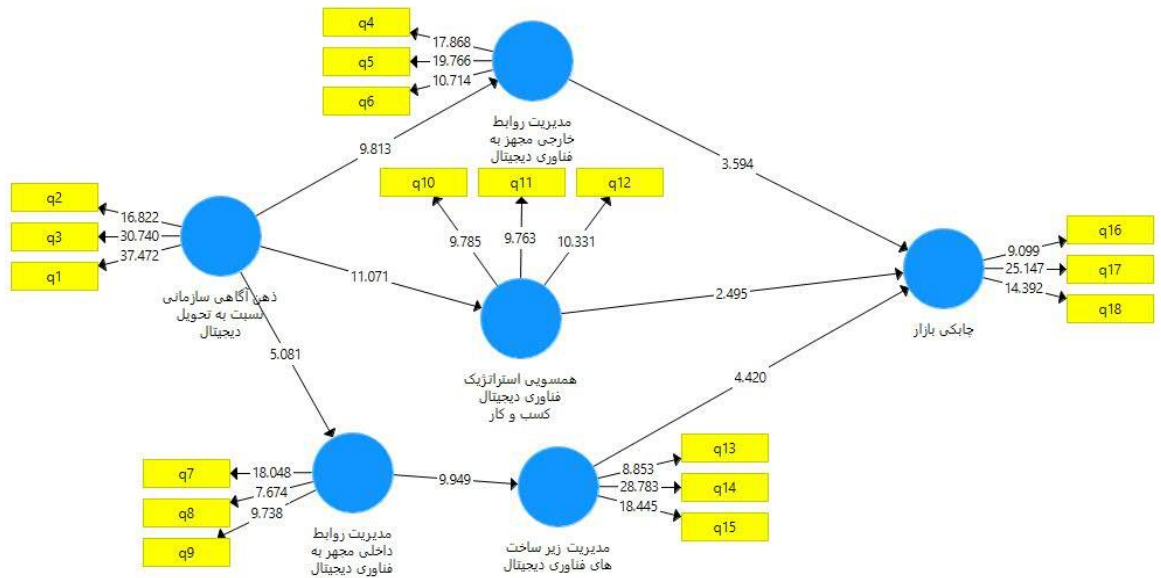 q4
q5
q6
17.868
19.766
10.714
مدیریت روابط
خارجی مجهز به
فناوری دیجیتال
9.813
3.594
q10
q11
q12
9.785
9.763
10.331
q2
q3
q1
16.822
30.740
37.472
ذهن آگاهی سازمانی
نسبت به تحویل
دیجیتال
11.071
2.495
همسویی استراتژیک
فناوری دیجیتال
کسب و کار
q16
q17
q18
9.099
25.147
14.392
چابکی بازار
5.081
4.420
q7
q8
q9
18.048
7.674
9.738
مدیریت روابط
داخلی مجهر به
فناوری دیجیتال
9.949
q13
q14
q15
8.853
28.783
18.445
مدیریت زیر ساخت
های فناوری دیجیتال